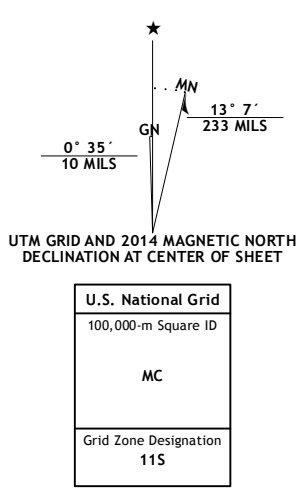 MN
13° 7´
233 MILS
GN
0° 35´
10 MILS
UTM GRID AND 2014 MAGNETIC NORTH
DECLINATION AT CENTER OF SHEET
U.S. National Grid
100,000-m Square ID
MC
Grid Zone Designation
11S